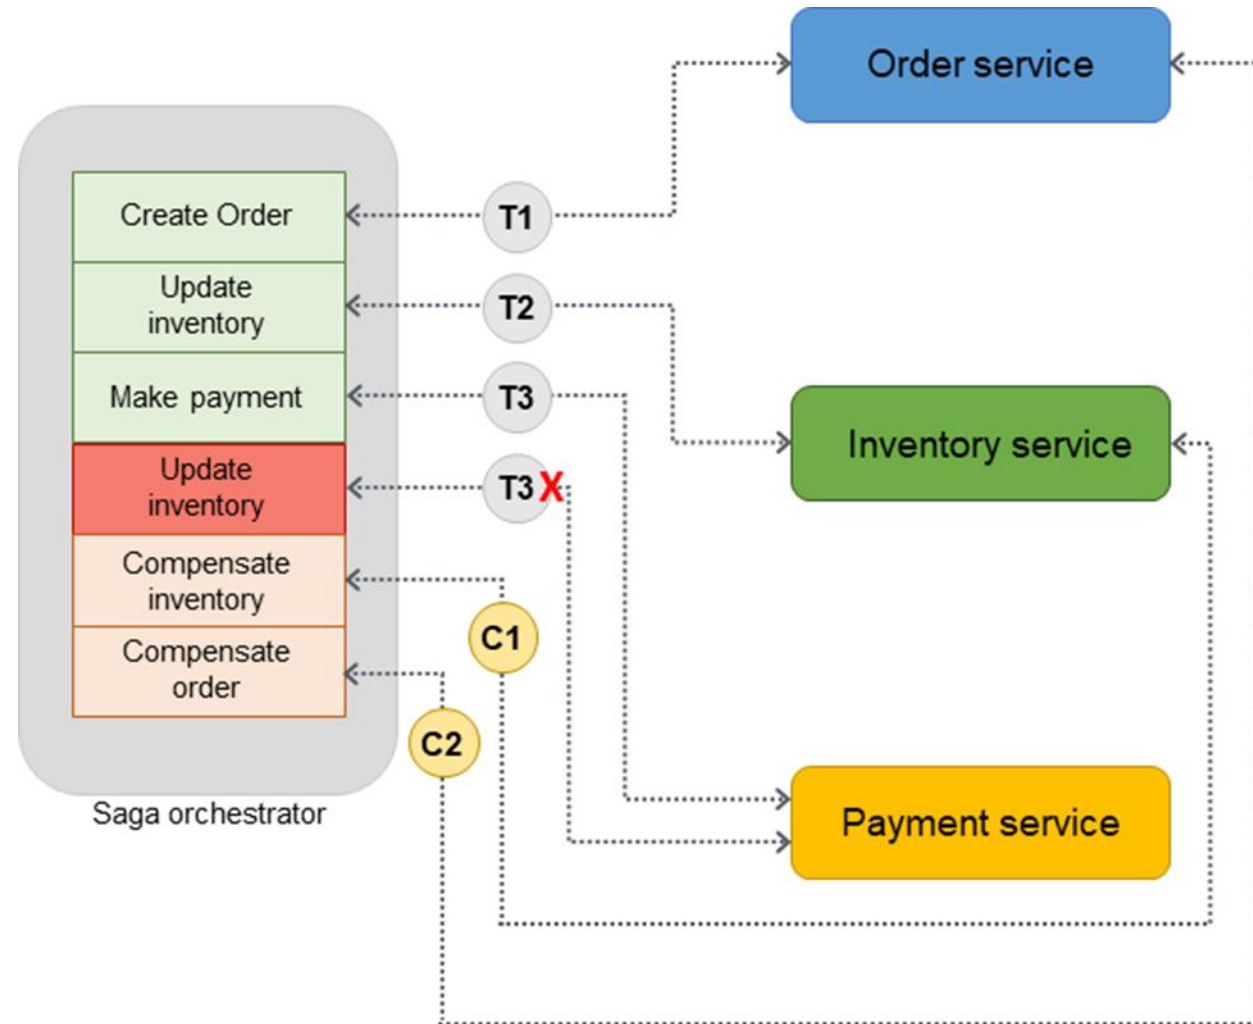 Order service
Create Order
T1
Update
inventory
T2
Make payment
T3
Inventory service
Update
inventory
T3 X
Compensate
inventory
C1
Compensate
order
C2
Saga orchestrator
Payment service